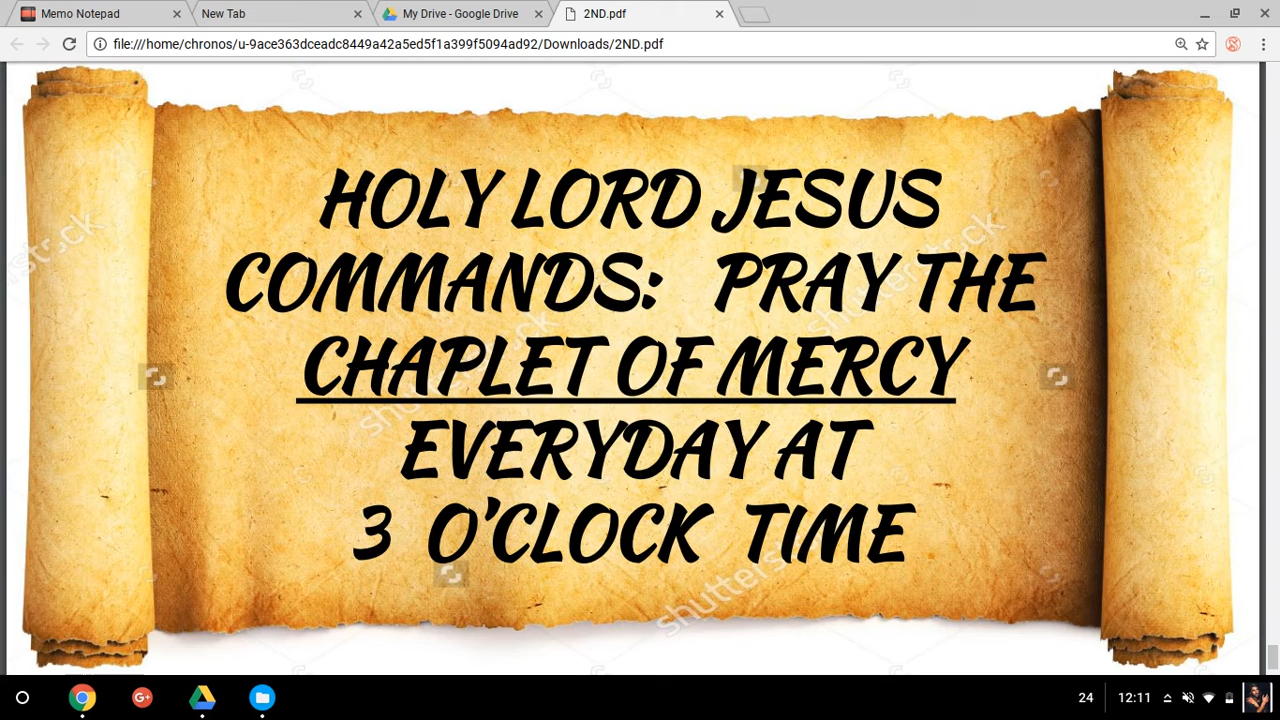 Memo Notepad
New Tab
My Drive - Google Drive
2ND.pdf
file:///home/chronos/u-9ace363dceadc8449a42a5ed5f1a399f5094ad92/Downloads/2ND.pdf
HOLY LORD JESUS
COMMANDS: PRAY THE
CHAPLET OF MERCY
EVERYDAY AT
3 O'CLOCK TIME
24
12:11